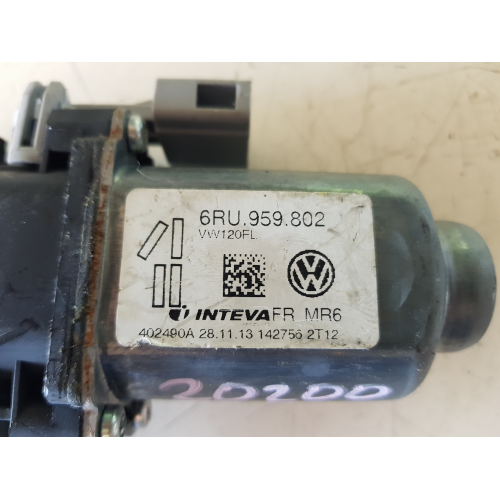 6RU.959.802
VW120FL
INTEVA FR MR6
402490A 28.11.13 142756 2T12
20200